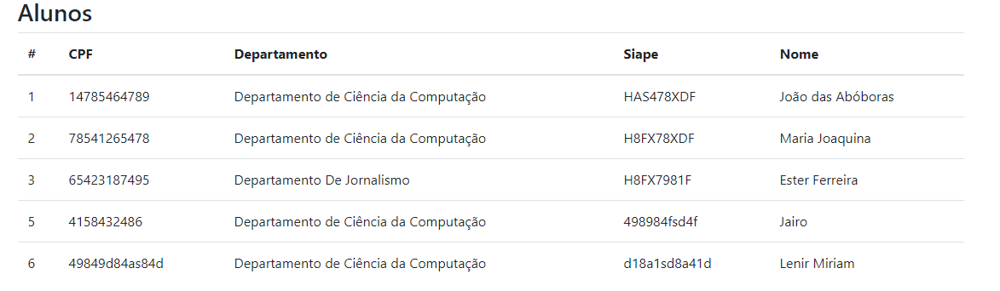 Alunos
# CPF Departamento Siape Nome
1 14785464789 Departamento de Ciência da Computação HAS478XDF João das Abóboras
2 78541265478 Departamento de Ciência da Computação H8FX78XDF Maria Joaquina
3 65423187495 Departamento De Jornalismo H8FX7981F Ester Ferreira
5 4158432486 Departamento de Ciência da Computação 498984fsd4f Jairo
6 49849d84as84d Departamento de Ciência da Computação d18a1sd8a41d Lenir Miriam